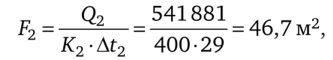 F₂ = Q₂ / (K₂ · Δt₂) = 541 881 / (400 · 29) = 46,7 м²,